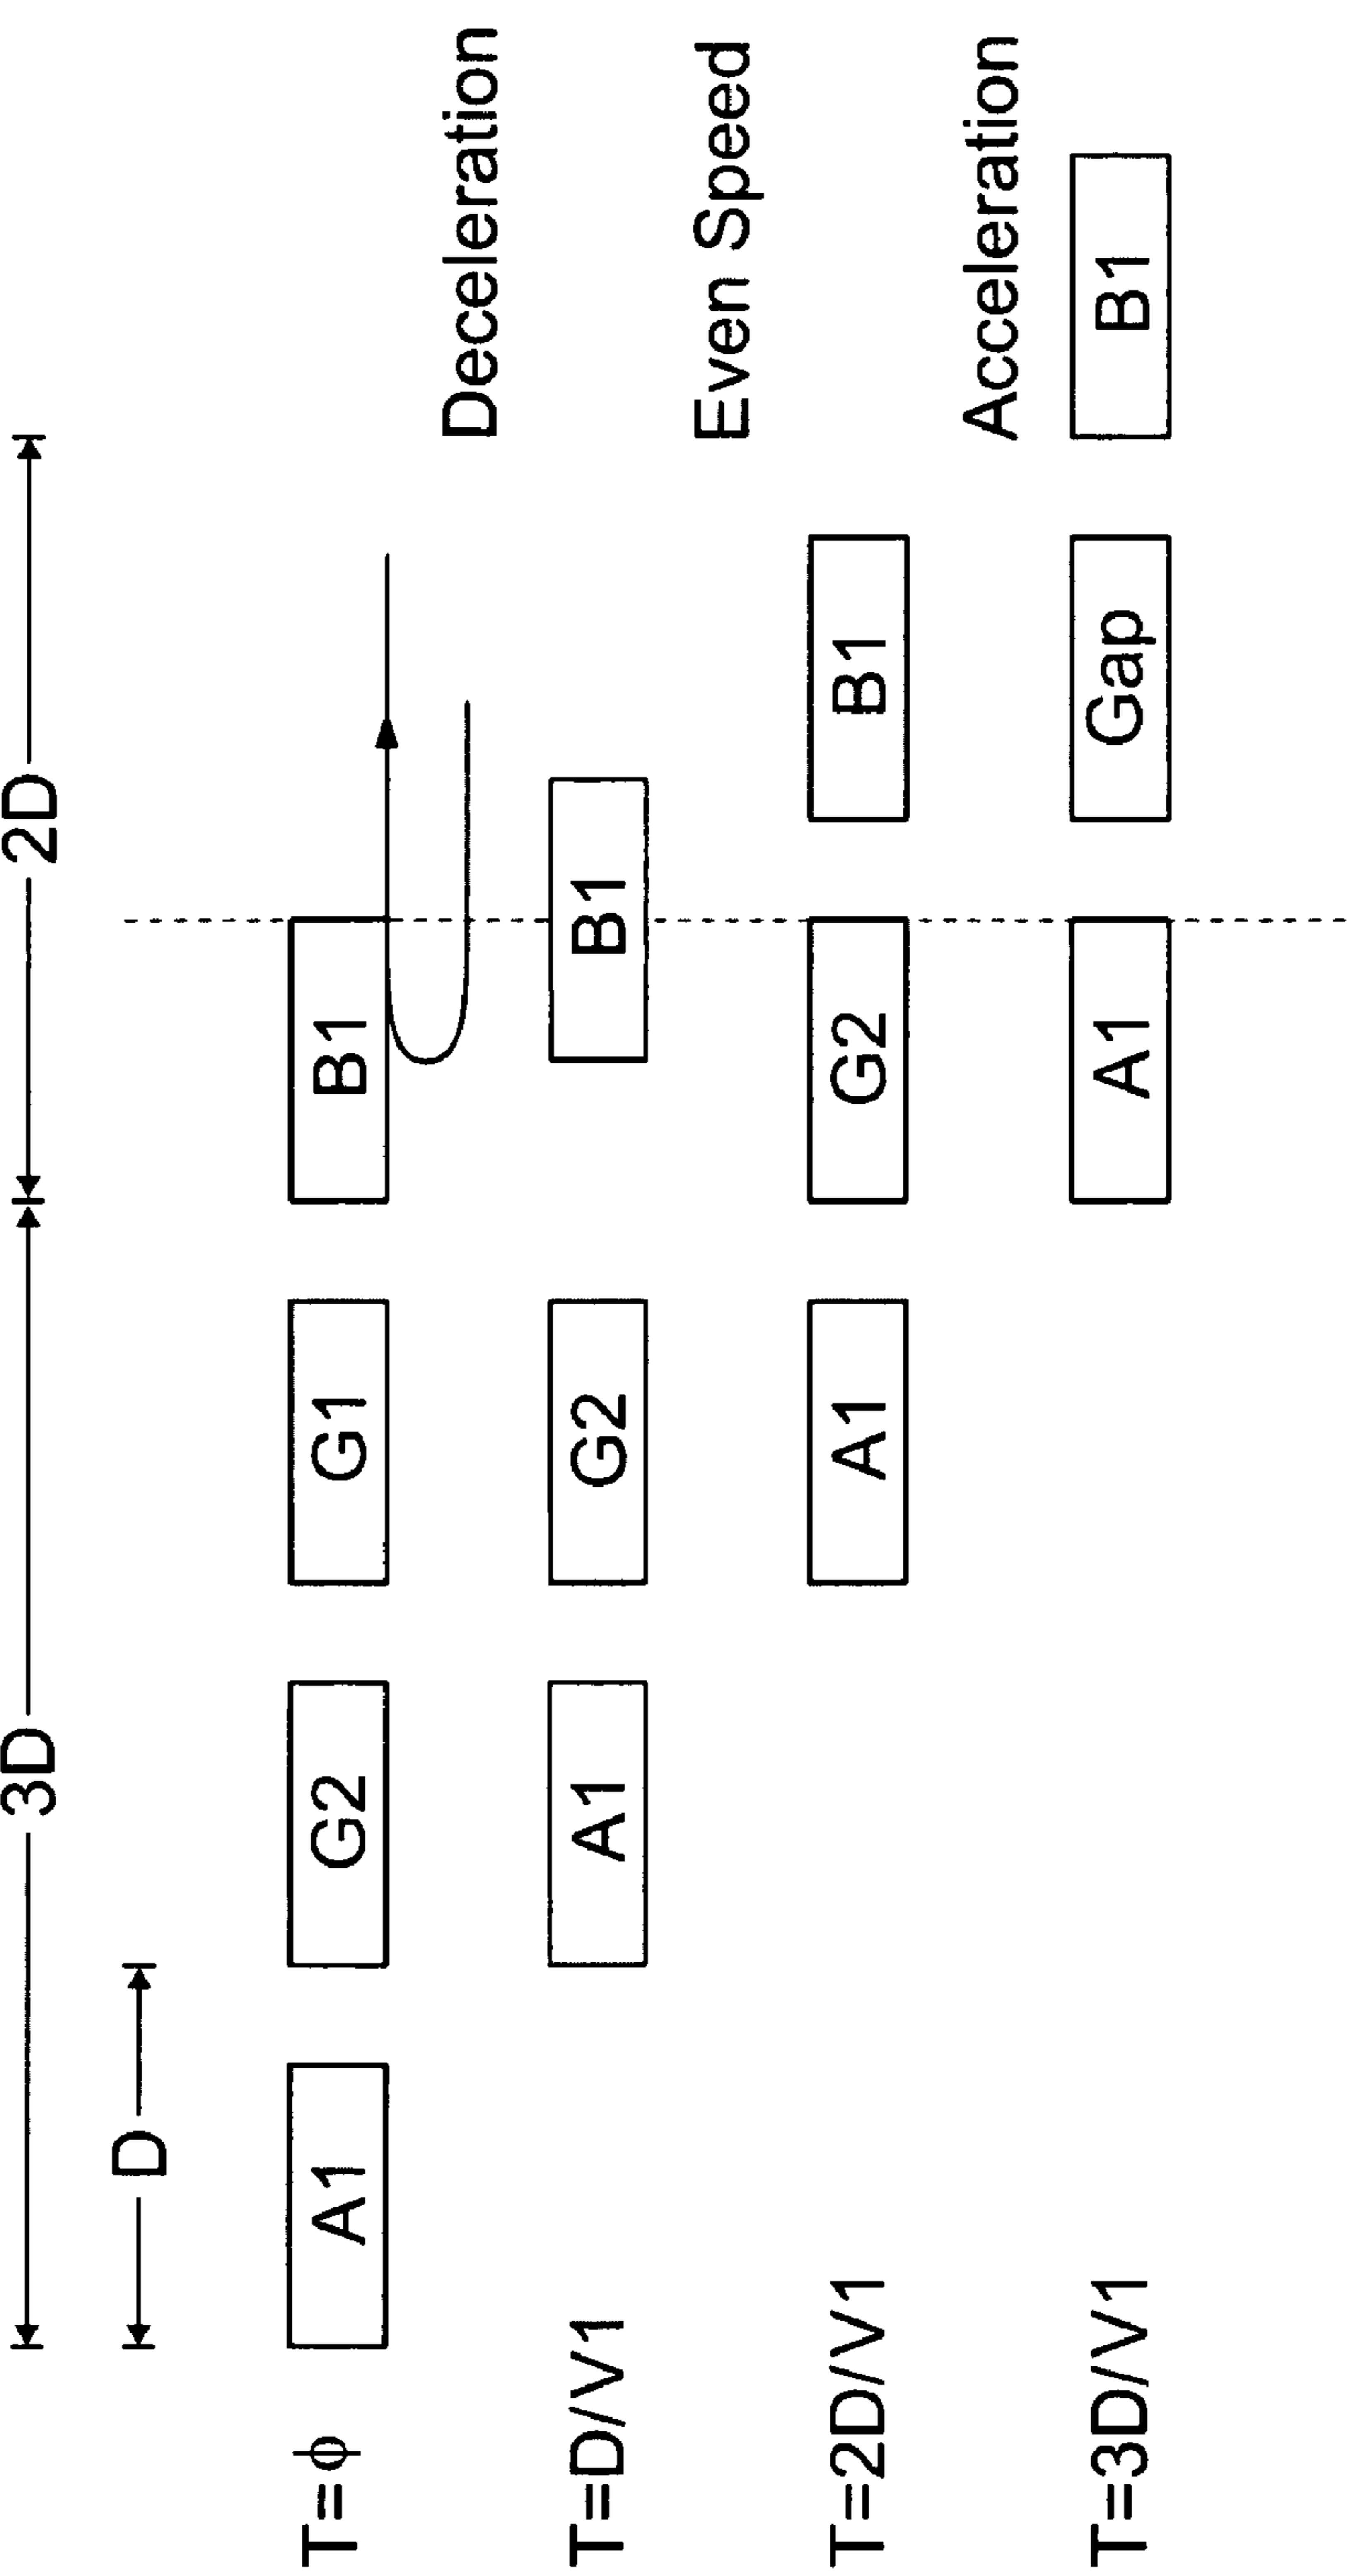 3D 2D
D
T=ϕ A1 G2 G1 B1
Deceleration
T=D/V1 A1 G2 B1
Even Speed
T=2D/V1 A1 G2 B1
Acceleration
T=3D/V1 A1 Gap B1